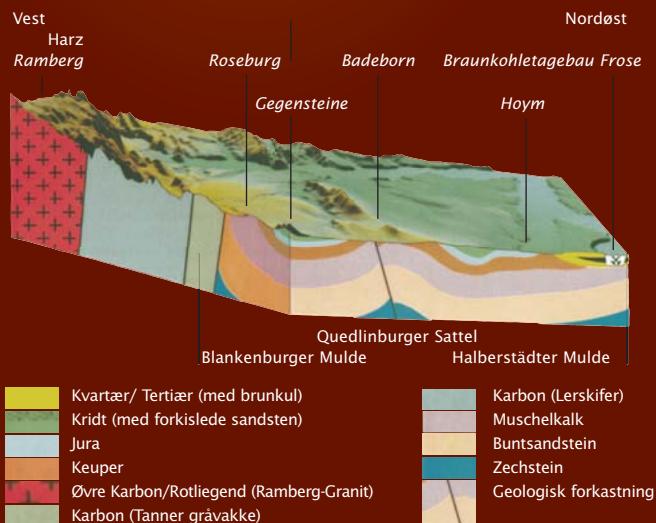 Vest
Nordøst
Harz
Ramberg
Roseburg
Badeborn
Braunkohletagebau Frose
Gegensteine
Hoym
Quedlinburger Sattel
Blankenburger Mulde
Halberstädter Mulde
Kvartær/ Tertiær (med brunkul)
Kridt (med forkislede sandsten)
Jura
Keuper
Øvre Karbon/Rotliegend (Ramberg-Granit)
Karbon (Tanner gråvakke)
Karbon (Lerskifer)
Muschelkalk
Buntsandstein
Zechstein
Geologisk forkastning